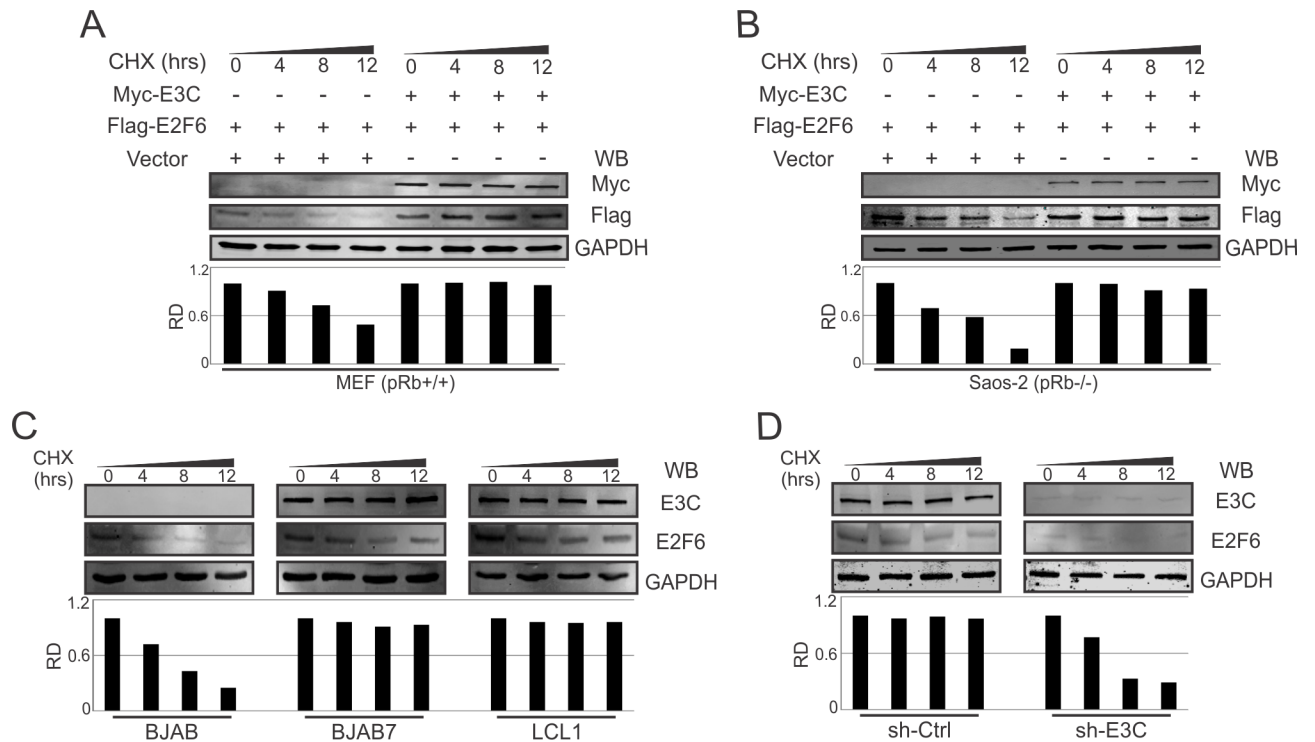 A
CHX (hrs) 0 4 8 12 0 4 8 12
Myc-E3C - - - - + + + +
Flag-E2F6 + + + + + + + +
Vector + + + + - - - - WB
Myc
Flag
GAPDH
1.2
RD 0.6
0
MEF (pRb+/+)
B
CHX (hrs) 0 4 8 12 0 4 8 12
Myc-E3C - - - - + + + +
Flag-E2F6 + + + + + + + +
Vector + + + + - - - - WB
Myc
Flag
GAPDH
1.2
RD 0.6
0
Saos-2 (pRb-/-)
C
CHX (hrs) 0 4 8 12 0 4 8 12 0 4 8 12 WB
E3C
E2F6
GAPDH
1.2
RD 0.6
0
BJAB BJAB7 LCL1
D
CHX (hrs) 0 4 8 12 0 4 8 12 WB
E3C
E2F6
GAPDH
1.2
RD 0.6
0
sh-Ctrl sh-E3C